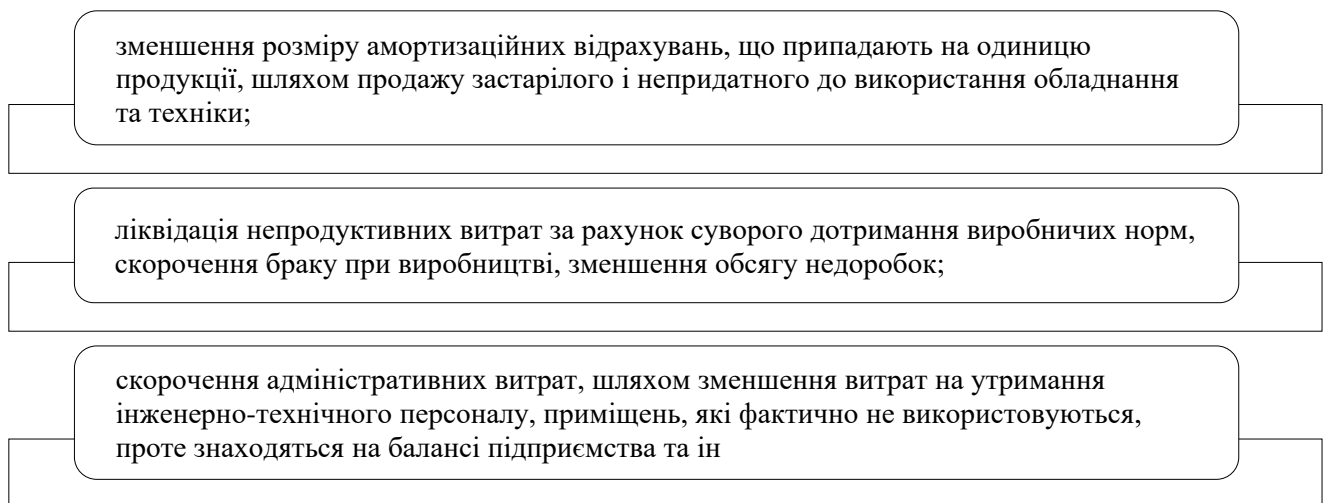 зменшення розміру амортизаційних відрахувань, що припадають на одиницю
продукції, шляхом продажу застарілого і непридатного до використання обладнання
та техніки;
ліквідація непродуктивних витрат за рахунок суворого дотримання виробничих норм,
скорочення браку при виробництві, зменшення обсягу недоробок;
скорочення адміністративних витрат, шляхом зменшення витрат на утримання
інженерно-технічного персоналу, приміщень, які фактично не використовуються,
проте знаходяться на балансі підприємства та ін